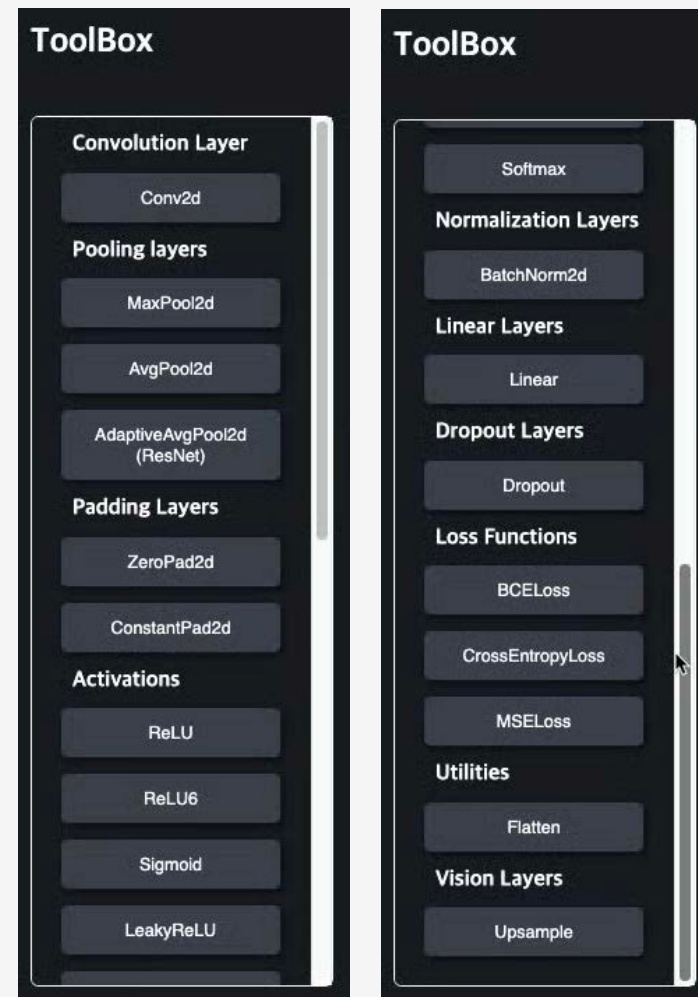 ToolBox
Convolution Layer
Conv2d
Pooling layers
MaxPool2d
AvgPool2d
AdaptiveAvgPool2d
(ResNet)
Padding Layers
ZeroPad2d
ConstantPad2d
Activations
ReLU
ReLU6
Sigmoid
LeakyReLU
ToolBox
Softmax
Normalization Layers
BatchNorm2d
Linear Layers
Linear
Dropout Layers
Dropout
Loss Functions
BCELoss
CrossEntropyLoss
MSELoss
Utilities
Flatten
Vision Layers
Upsample